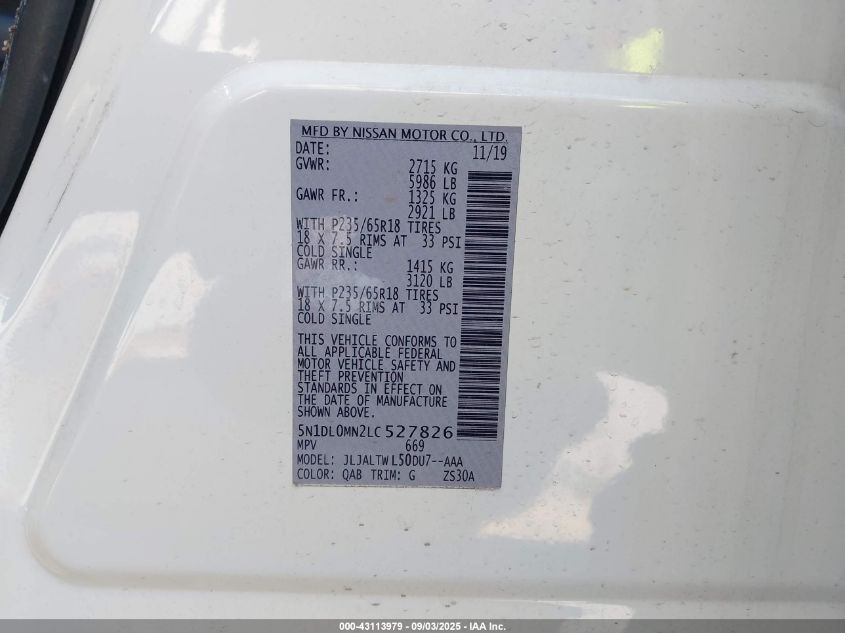 MFD BY NISSAN MOTOR CO., LTD.
DATE: 11/19
GVWR: 2715 KG
5986 LB
GAWR FR.: 1325 KG
2921 LB
WITH P235/65R18 TIRES
18 X 7.5 RIMS AT 33 PSI
COLD SINGLE
GAWR RR.: 1415 KG
3120 LB
WITH P235/65R18 TIRES
18 X 7.5 RIMS AT 33 PSI
COLD SINGLE
THIS VEHICLE CONFORMS TO
ALL APPLICABLE FEDERAL
MOTOR VEHICLE SAFETY AND
THEFT PREVENTION
STANDARDS IN EFFECT ON
THE DATE OF MANUFACTURE
SHOWN ABOVE.
5N1DL0MN2LC527826
MPV 669
MODEL: JLJALTWL50DU7--AAA
COLOR: QAB TRIM: G ZS30A
000-43113979 - 09/03/2025 - IAA Inc.